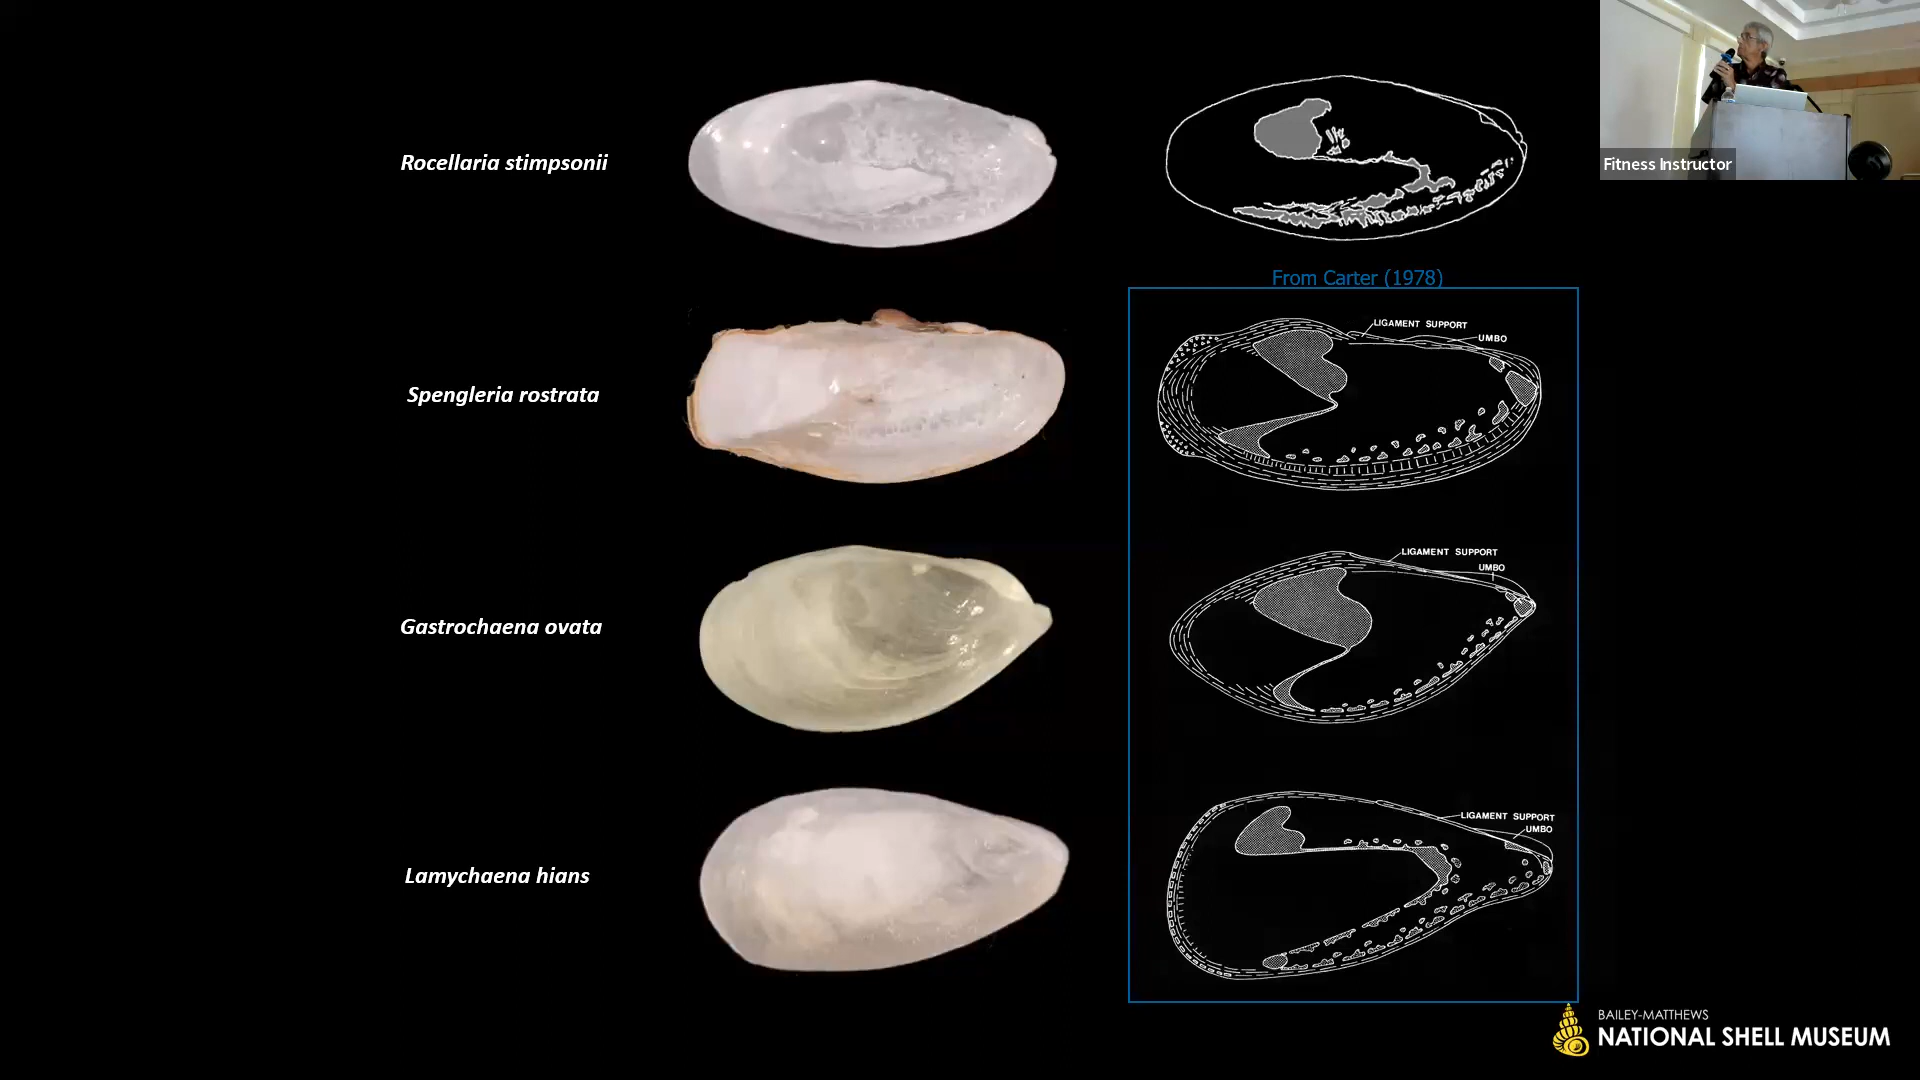 Fitness Instructor
Rocellaria stimpsonii
From Carter (1978)
Spengleria rostrata
LIGAMENT SUPPORT
UMBO
Gastrochaena ovata
LIGAMENT SUPPORT
UMBO
Lamychaena hians
LIGAMENT SUPPORT
UMBO
BAILEY-MATTHEWS
NATIONAL SHELL MUSEUM